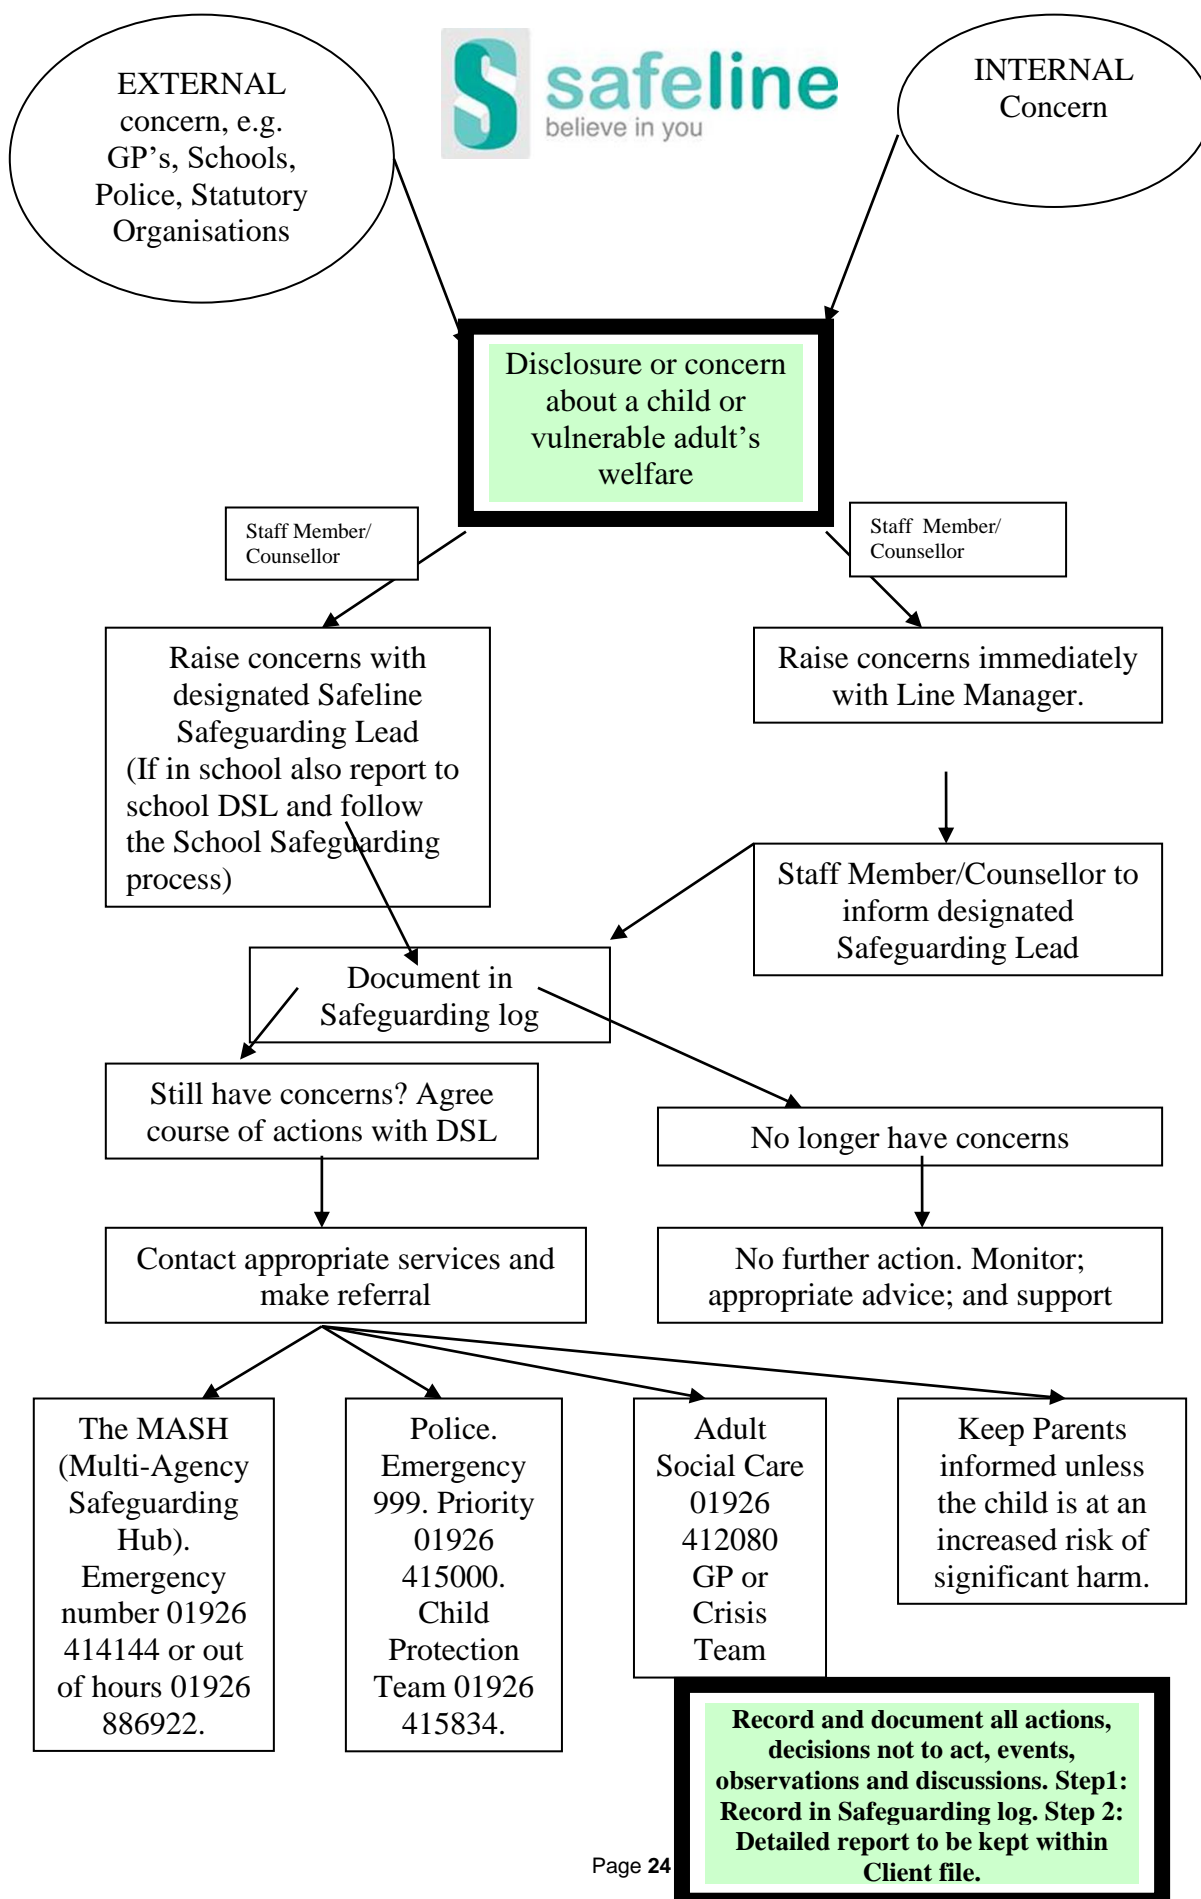 EXTERNAL
concern, e.g.
GP’s, Schools,
Police, Statutory
Organisations
safeline
believe in you
INTERNAL
Concern
Disclosure or concern
about a child or
vulnerable adult’s
welfare
Staff Member/
Counsellor
Staff  Member/
Counsellor
Raise concerns with
designated Safeline
Safeguarding Lead
(If in school also report to
school DSL and follow
the School Safeguarding
process)
Raise concerns immediately
with Line Manager.
Staff Member/Counsellor to
inform designated
Safeguarding Lead
Document in
Safeguarding log
Still have concerns? Agree
course of actions with DSL
No longer have concerns
Contact appropriate services and
make referral
No further action. Monitor;
appropriate advice; and support
The MASH
(Multi-Agency
Safeguarding
Hub).
Emergency
number 01926
414144 or out
of hours 01926
886922.
Police.
Emergency
999. Priority
01926
415000.
Child
Protection
Team 01926
415834.
Adult
Social Care
01926
412080
GP or
Crisis
Team
Keep Parents
informed unless
the child is at an
increased risk of
significant harm.
Record and document all actions,
decisions not to act, events,
observations and discussions. Step1:
Record in Safeguarding log. Step 2:
Detailed report to be kept within
Client file.
Page 24